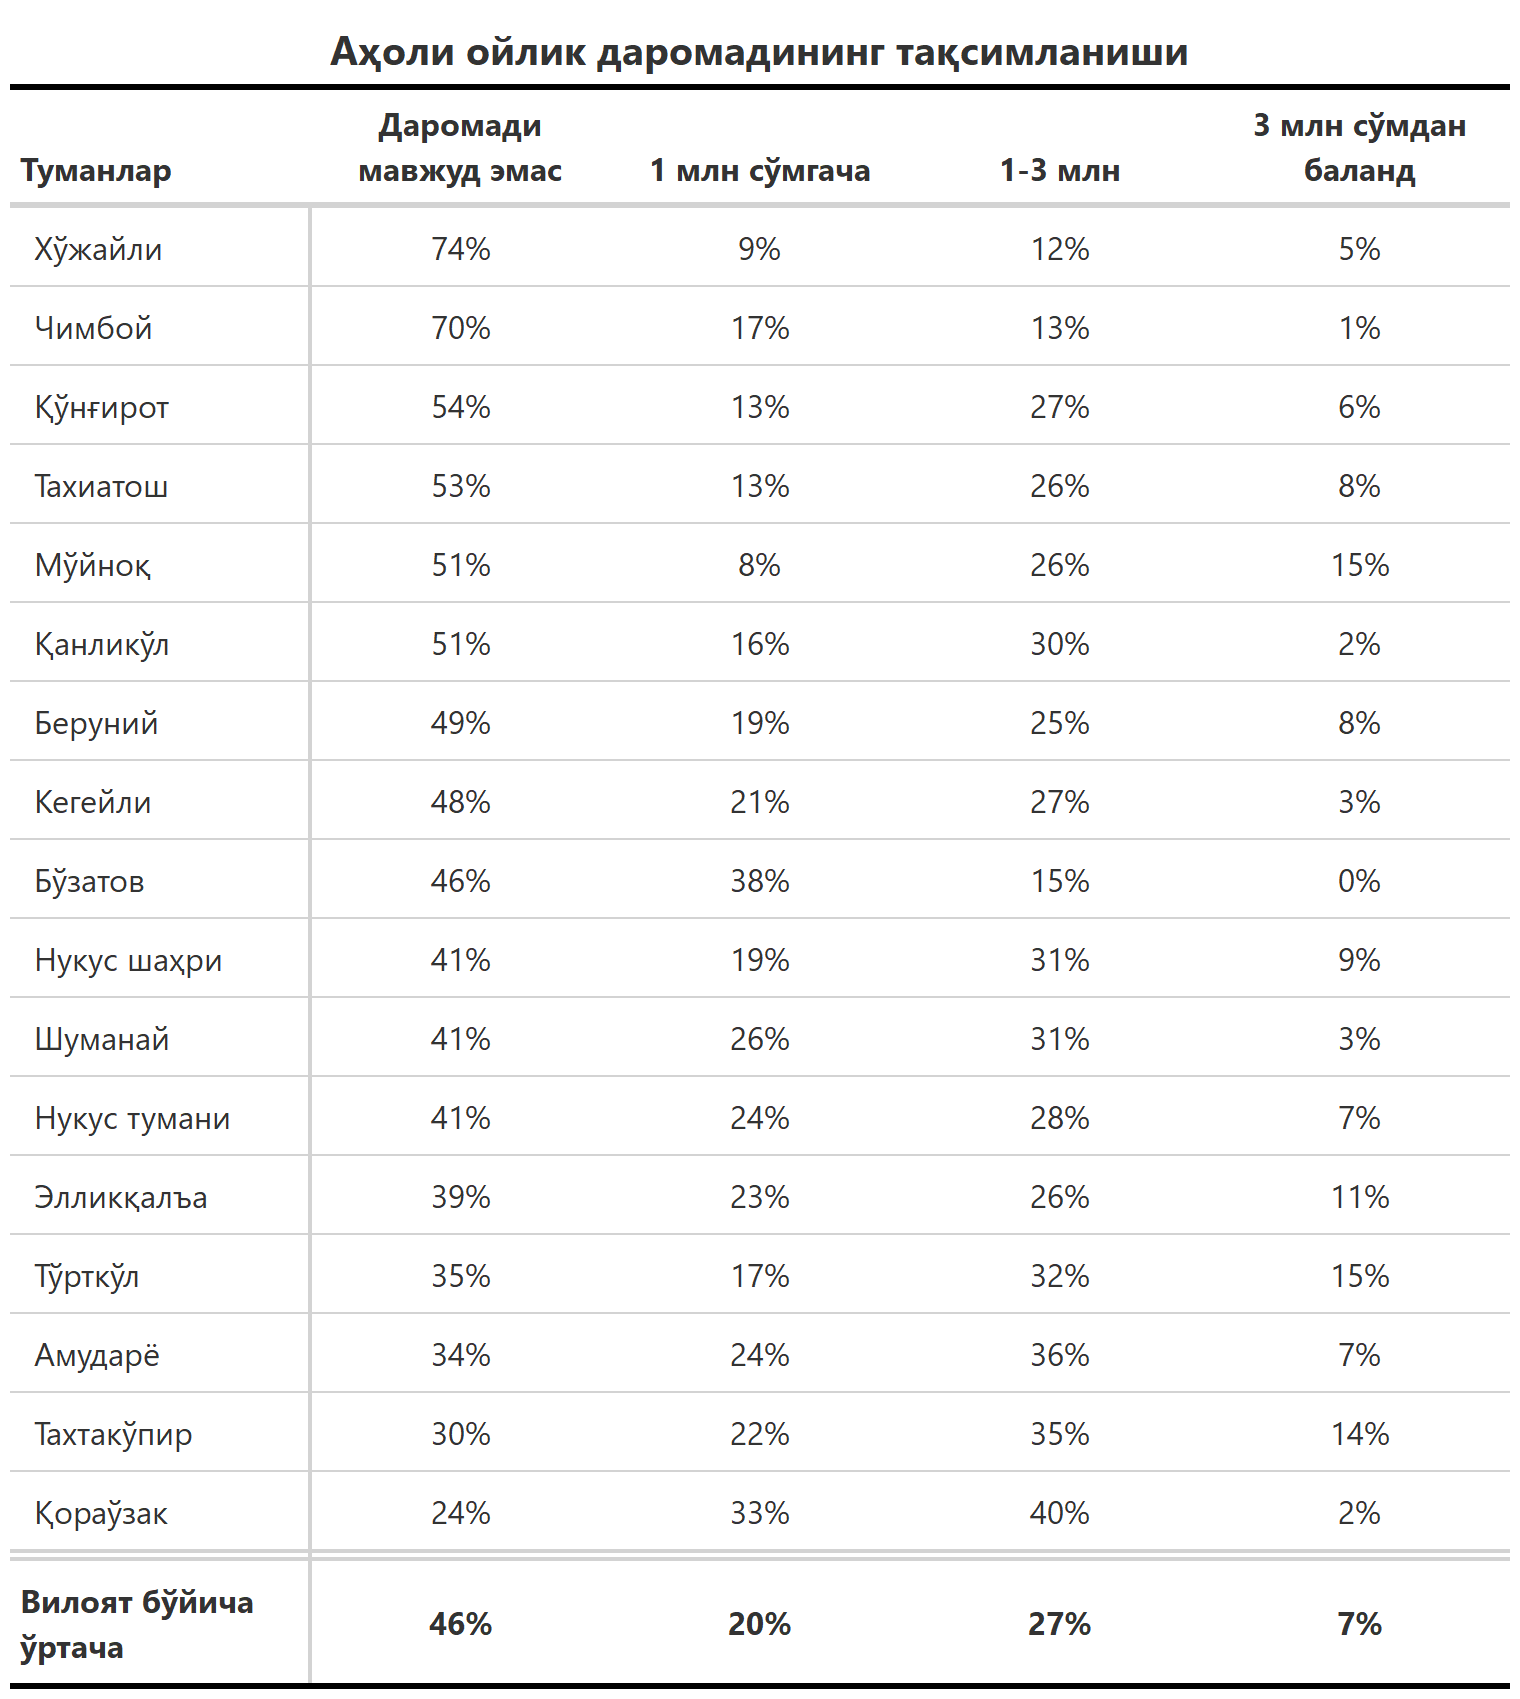 Аҳоли ойлик даромадининг тақсимланиши
Туманлар Даромади мавжуд эмас 1 млн сўмгача 1-3 млн 3 млн сўмдан баланд
Хўжайли 74% 9% 12% 5%
Чимбой 70% 17% 13% 1%
Қўнғирот 54% 13% 27% 6%
Тахиатош 53% 13% 26% 8%
Мўйноқ 51% 8% 26% 15%
Қанликўл 51% 16% 30% 2%
Беруний 49% 19% 25% 8%
Кегейли 48% 21% 27% 3%
Бўзатов 46% 38% 15% 0%
Нукус шаҳри 41% 19% 31% 9%
Шуманай 41% 26% 31% 3%
Нукус тумани 41% 24% 28% 7%
Элликқалъа 39% 23% 26% 11%
Тўрткўл 35% 17% 32% 15%
Амударё 34% 24% 36% 7%
Тахтакўпир 30% 22% 35% 14%
Қораўзак 24% 33% 40% 2%
Вилоят бўйича ўртача 46% 20% 27% 7%